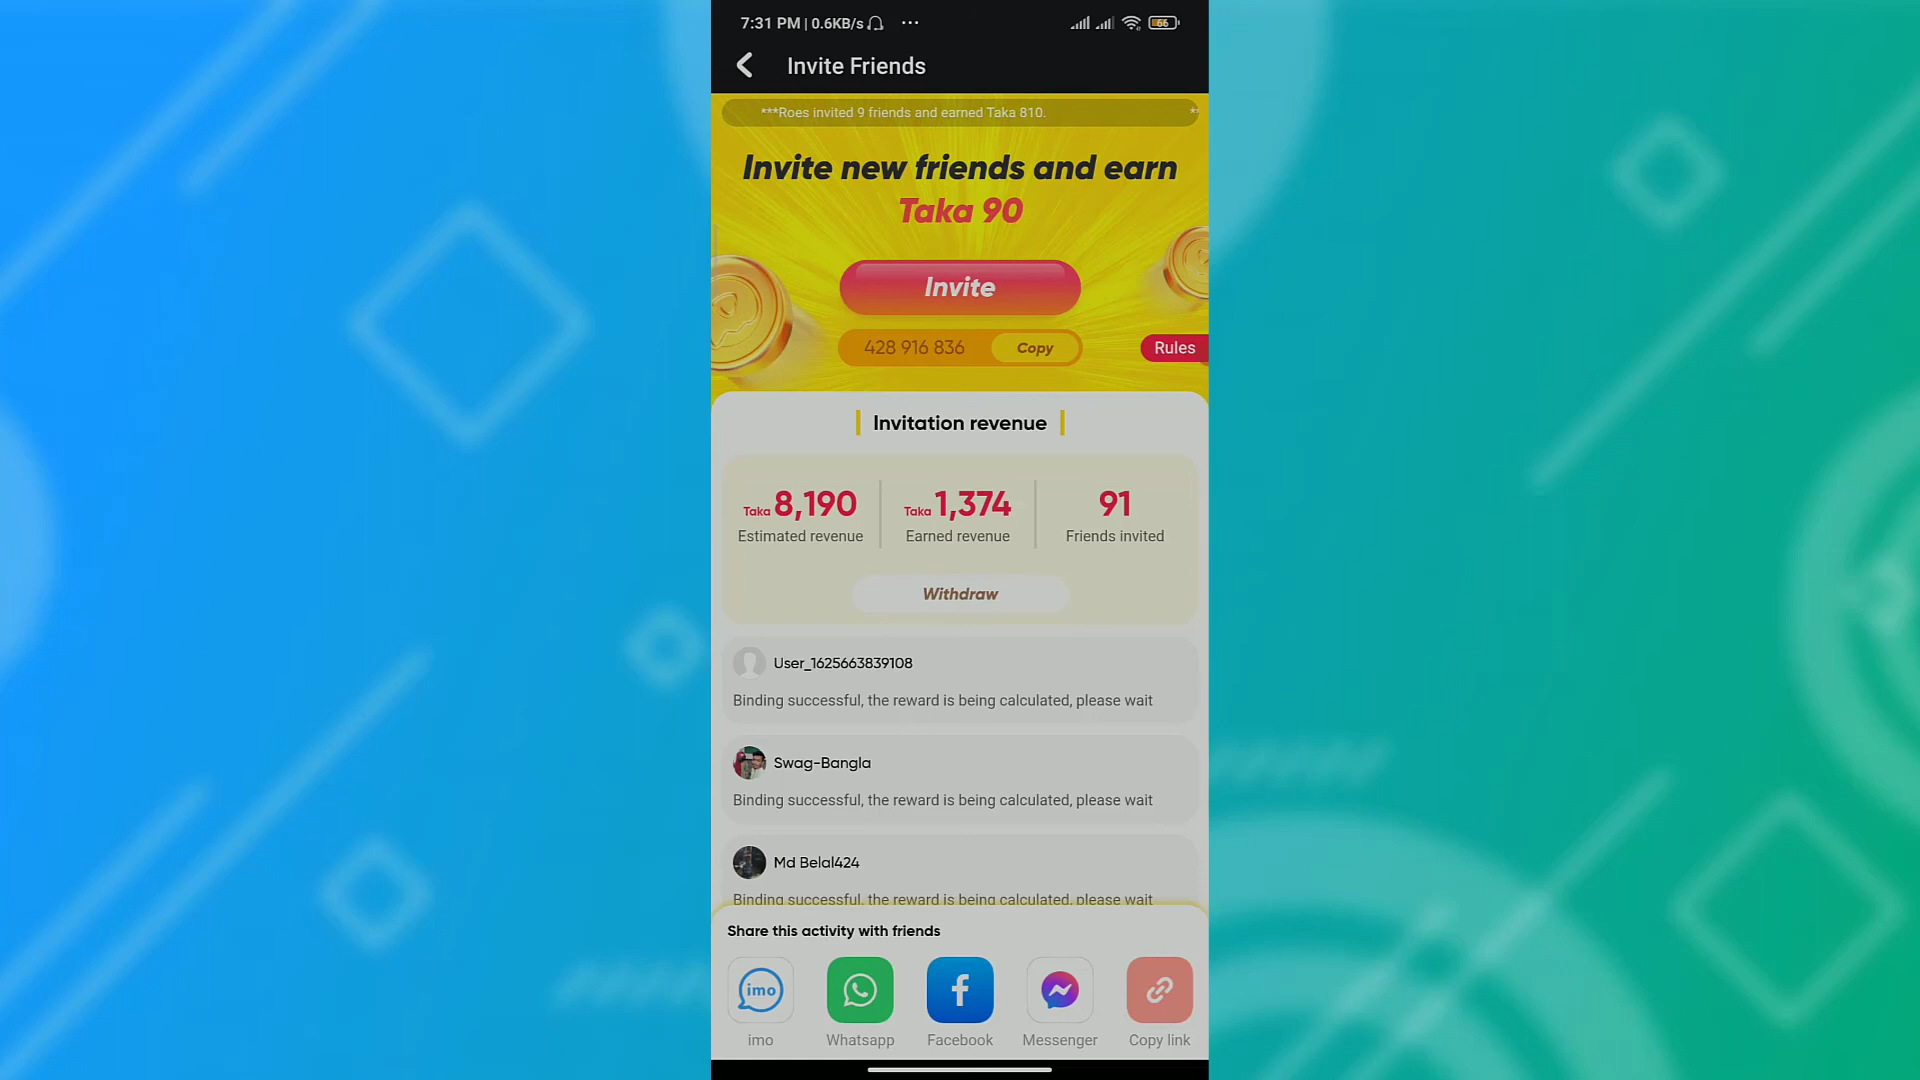 7:31 PM | 0.6KB/s ...
66
Invite Friends
***Roes invited 9 friends and earned Taka 810. **
Invite new friends and earn
Taka 90
Invite
428 916 836 Copy
Rules
Invitation revenue
Taka 8,190 Taka 1,374 91
Estimated revenue Earned revenue Friends invited
Withdraw
User_1625663839108
Binding successful, the reward is being calculated, please wait
Swag-Bangla
Binding successful, the reward is being calculated, please wait
Md Belal424
Binding successful, the reward is being calculated, please wait
Share this activity with friends
imo
imo Whatsapp Facebook Messenger Copy link